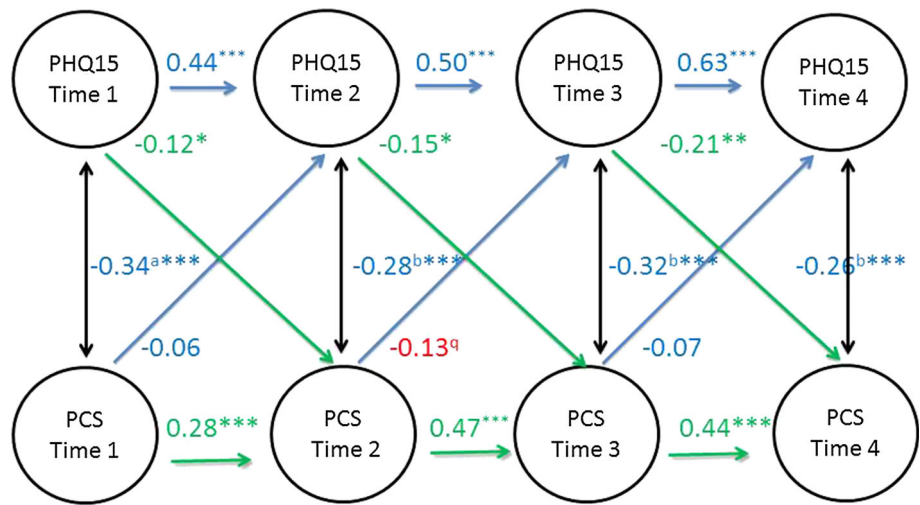 PHQ15
Time 1
0.44***
PHQ15
Time 2
0.50***
PHQ15
Time 3
0.63***
PHQ15
Time 4
-0.12*
-0.15*
-0.21**
-0.34ᵃ***
-0.28ᵇ***
-0.32ᵇ***
-0.26ᵇ***
-0.06
-0.13^q
-0.07
PCS
Time 1
0.28***
PCS
Time 2
0.47***
PCS
Time 3
0.44***
PCS
Time 4